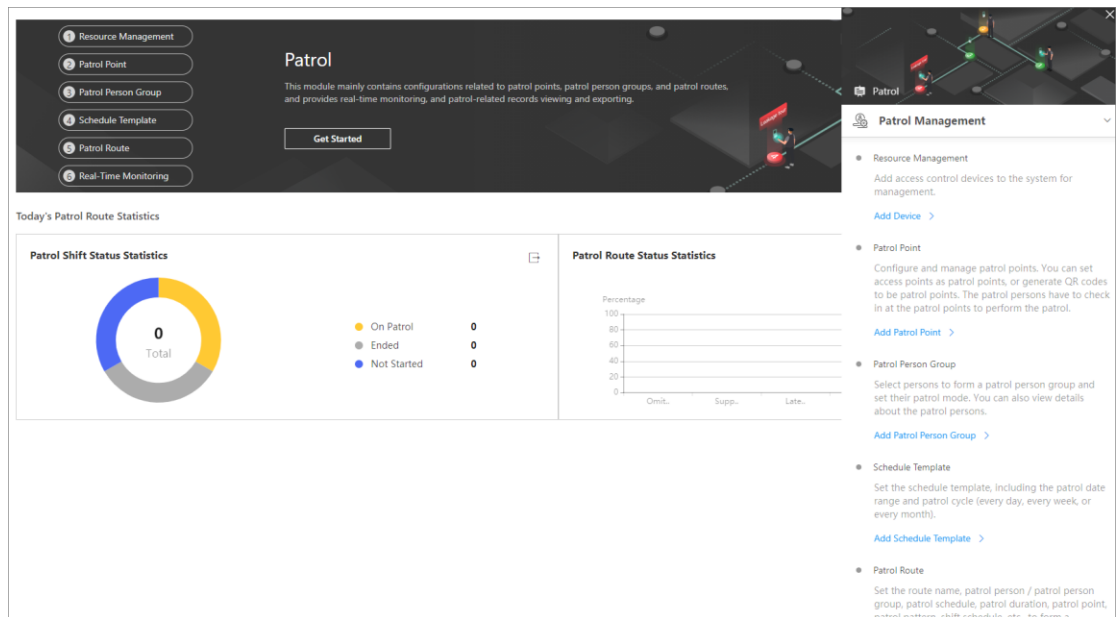 1 Resource Management
2 Patrol Point
3 Patrol Person Group
4 Schedule Template
5 Patrol Route
6 Real-Time Monitoring
Patrol
This module mainly contains configurations related to patrol points, patrol person groups, and patrol routes,
and provides real-time monitoring, and patrol-related records viewing and exporting.
Get Started
Today's Patrol Route Statistics
Patrol Shift Status Statistics
0
Total
On Patrol 0
Ended 0
Not Started 0
Patrol Route Status Statistics
Percentage
100
80
60
40
20
0
Omit.. Supp.. Late..
Patrol
Patrol Management
Resource Management
Add access control devices to the system for
management.
Add Device >
Patrol Point
Configure and manage patrol points. You can set
access points as patrol points, or generate QR codes
to be patrol points. The patrol persons have to check
in at the patrol points to perform the patrol.
Add Patrol Point >
Patrol Person Group
Select persons to form a patrol person group and
set their patrol mode. You can also view details
about the patrol persons.
Add Patrol Person Group >
Schedule Template
Set the schedule template, including the patrol date
range and patrol cycle (every day, every week, or
every month).
Add Schedule Template >
Patrol Route
Set the route name, patrol person / patrol person
group, patrol schedule, patrol duration, patrol point,
patrol pattern, shift schedule, etc., to form a